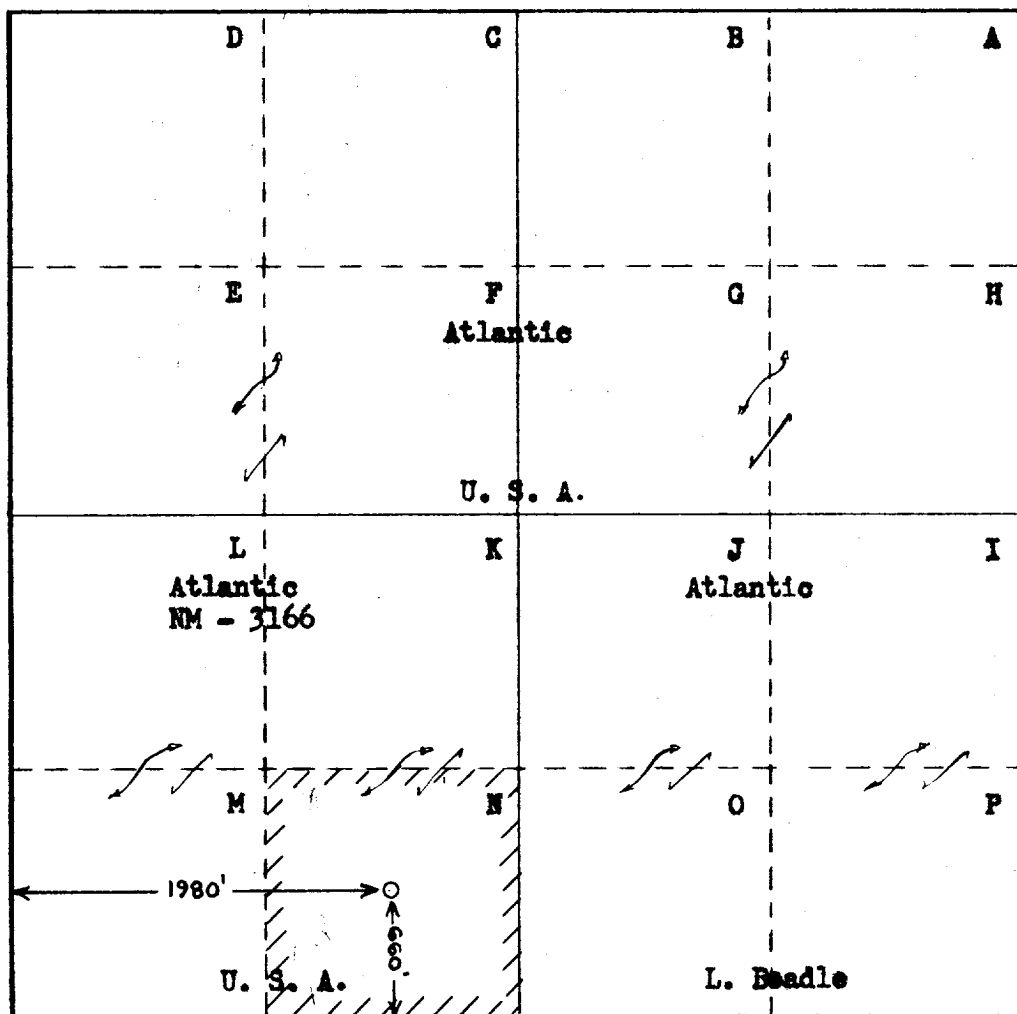 D C B A
E F G H
Atlantic
U. S. A.
L K J I
Atlantic Atlantic
NM - 3166
M N O P
1980'
660'
U. S. A. L. Beadle